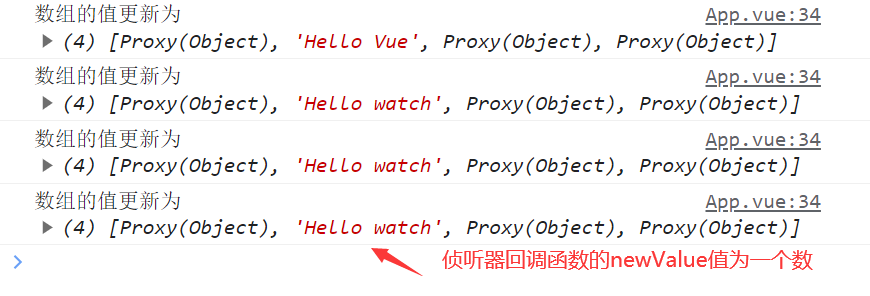 数组的值更新为 App.vue:34
▶ (4) [Proxy(Object), 'Hello Vue', Proxy(Object), Proxy(Object)]
数组的值更新为 App.vue:34
▶ (4) [Proxy(Object), 'Hello watch', Proxy(Object), Proxy(Object)]
数组的值更新为 App.vue:34
▶ (4) [Proxy(Object), 'Hello watch', Proxy(Object), Proxy(Object)]
数组的值更新为 App.vue:34
▶ (4) [Proxy(Object), 'Hello watch', Proxy(Object), Proxy(Object)]
侦听器回调函数的newValue值为一个数